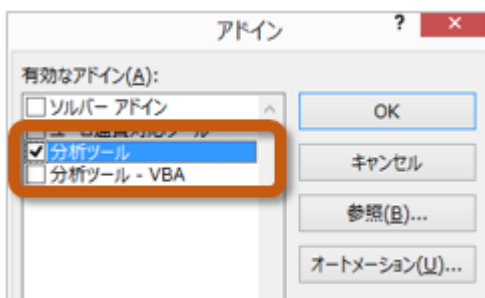 アドイン
?
×
有効なアドイン(A):
ソルバー アドイン
分析ツール
分析ツール - VBA
OK
キャンセル
参照(B)...
オートメーション(U)...